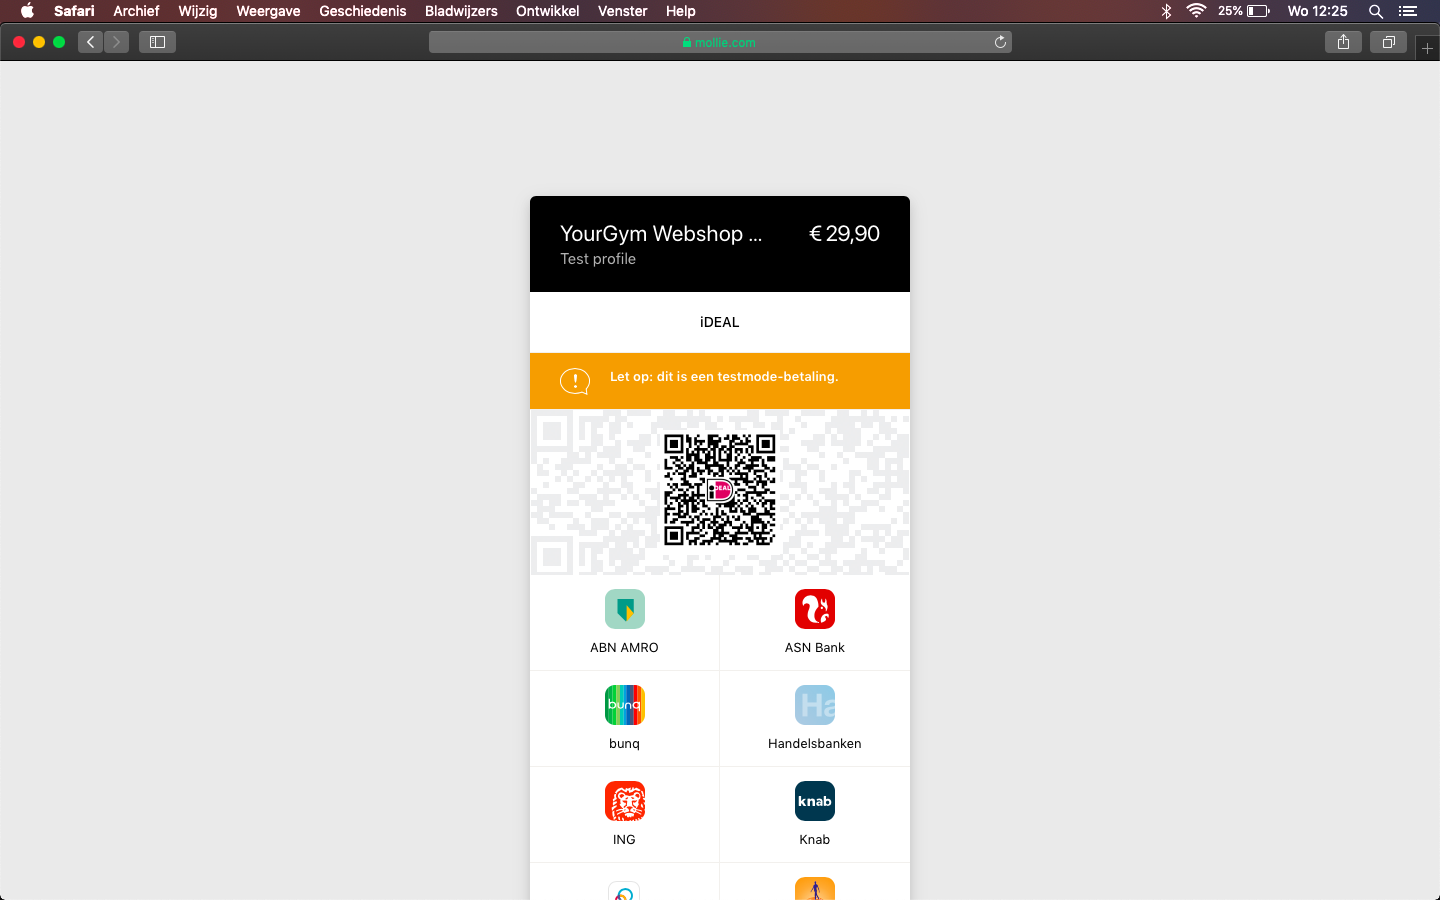 Safari Archief Wijzig Weergave Geschiedenis Bladwijzers Ontwikkel Venster Help 25% Wo 12:25
mollie.com
YourGym Webshop ... € 29,90
Test profile
iDEAL
Let op: dit is een testmode-betaling.
iDEAL
ABN AMRO ASN Bank
bunq Ha
bunq Handelsbanken
knab
ING Knab